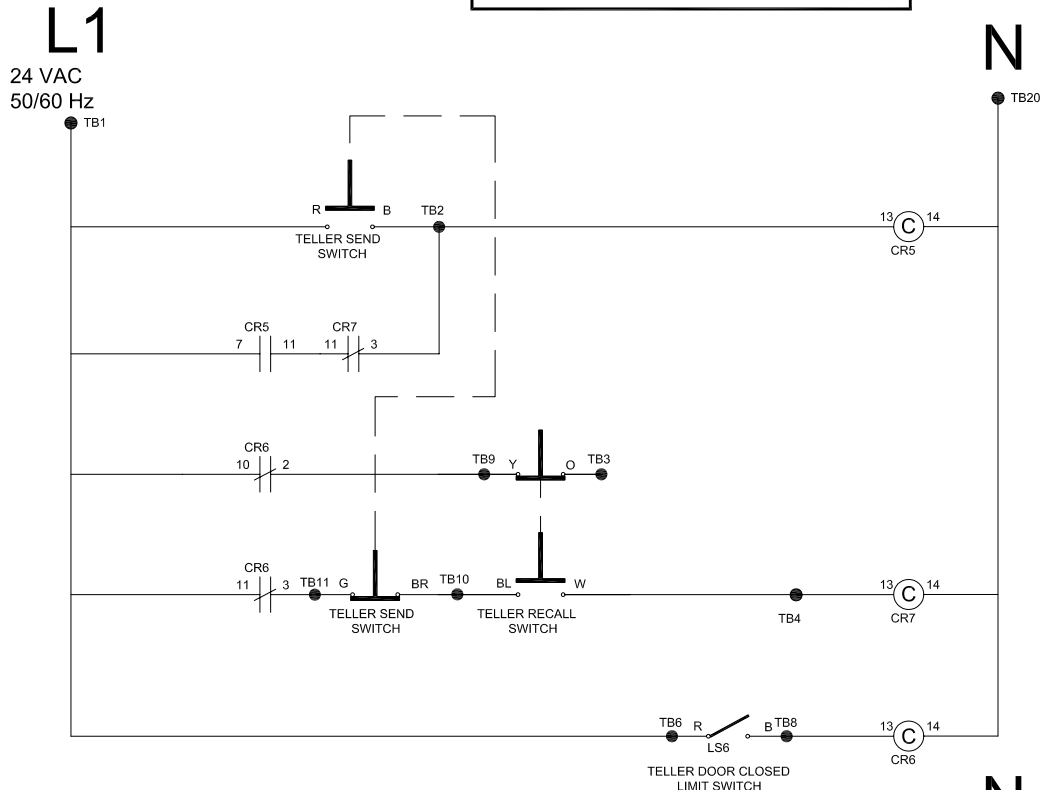 L1
N
24 VAC
50/60 Hz
TB1
TB20
R
B
TB2
13
C
14
TELLER SEND
SWITCH
CR5
CR5
CR7
7
11
11
3
CR6
10
2
TB9
Y
O
TB3
CR6
11
3
TB11
G
BR
TB10
BL
W
13
C
14
TELLER SEND
SWITCH
TELLER RECALL
SWITCH
TB4
CR7
TB6
R
B
TB8
13
C
14
LS6
CR6
TELLER DOOR CLOSED
LIMIT SWITCH